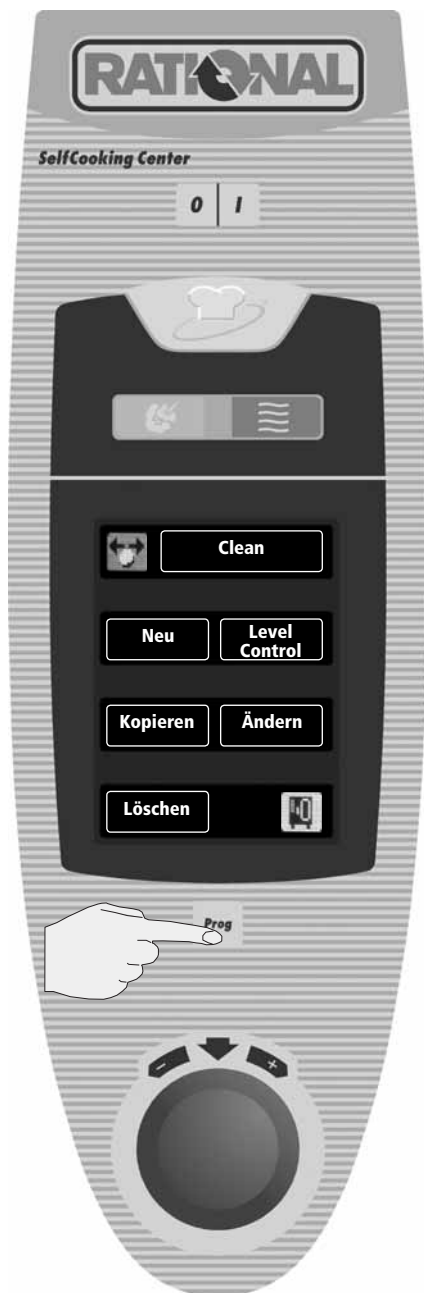 RATIONAL
SelfCooking Center
0 I
Clean
Neu
Level
Control
Kopieren
Ändern
Löschen
Prog
- +